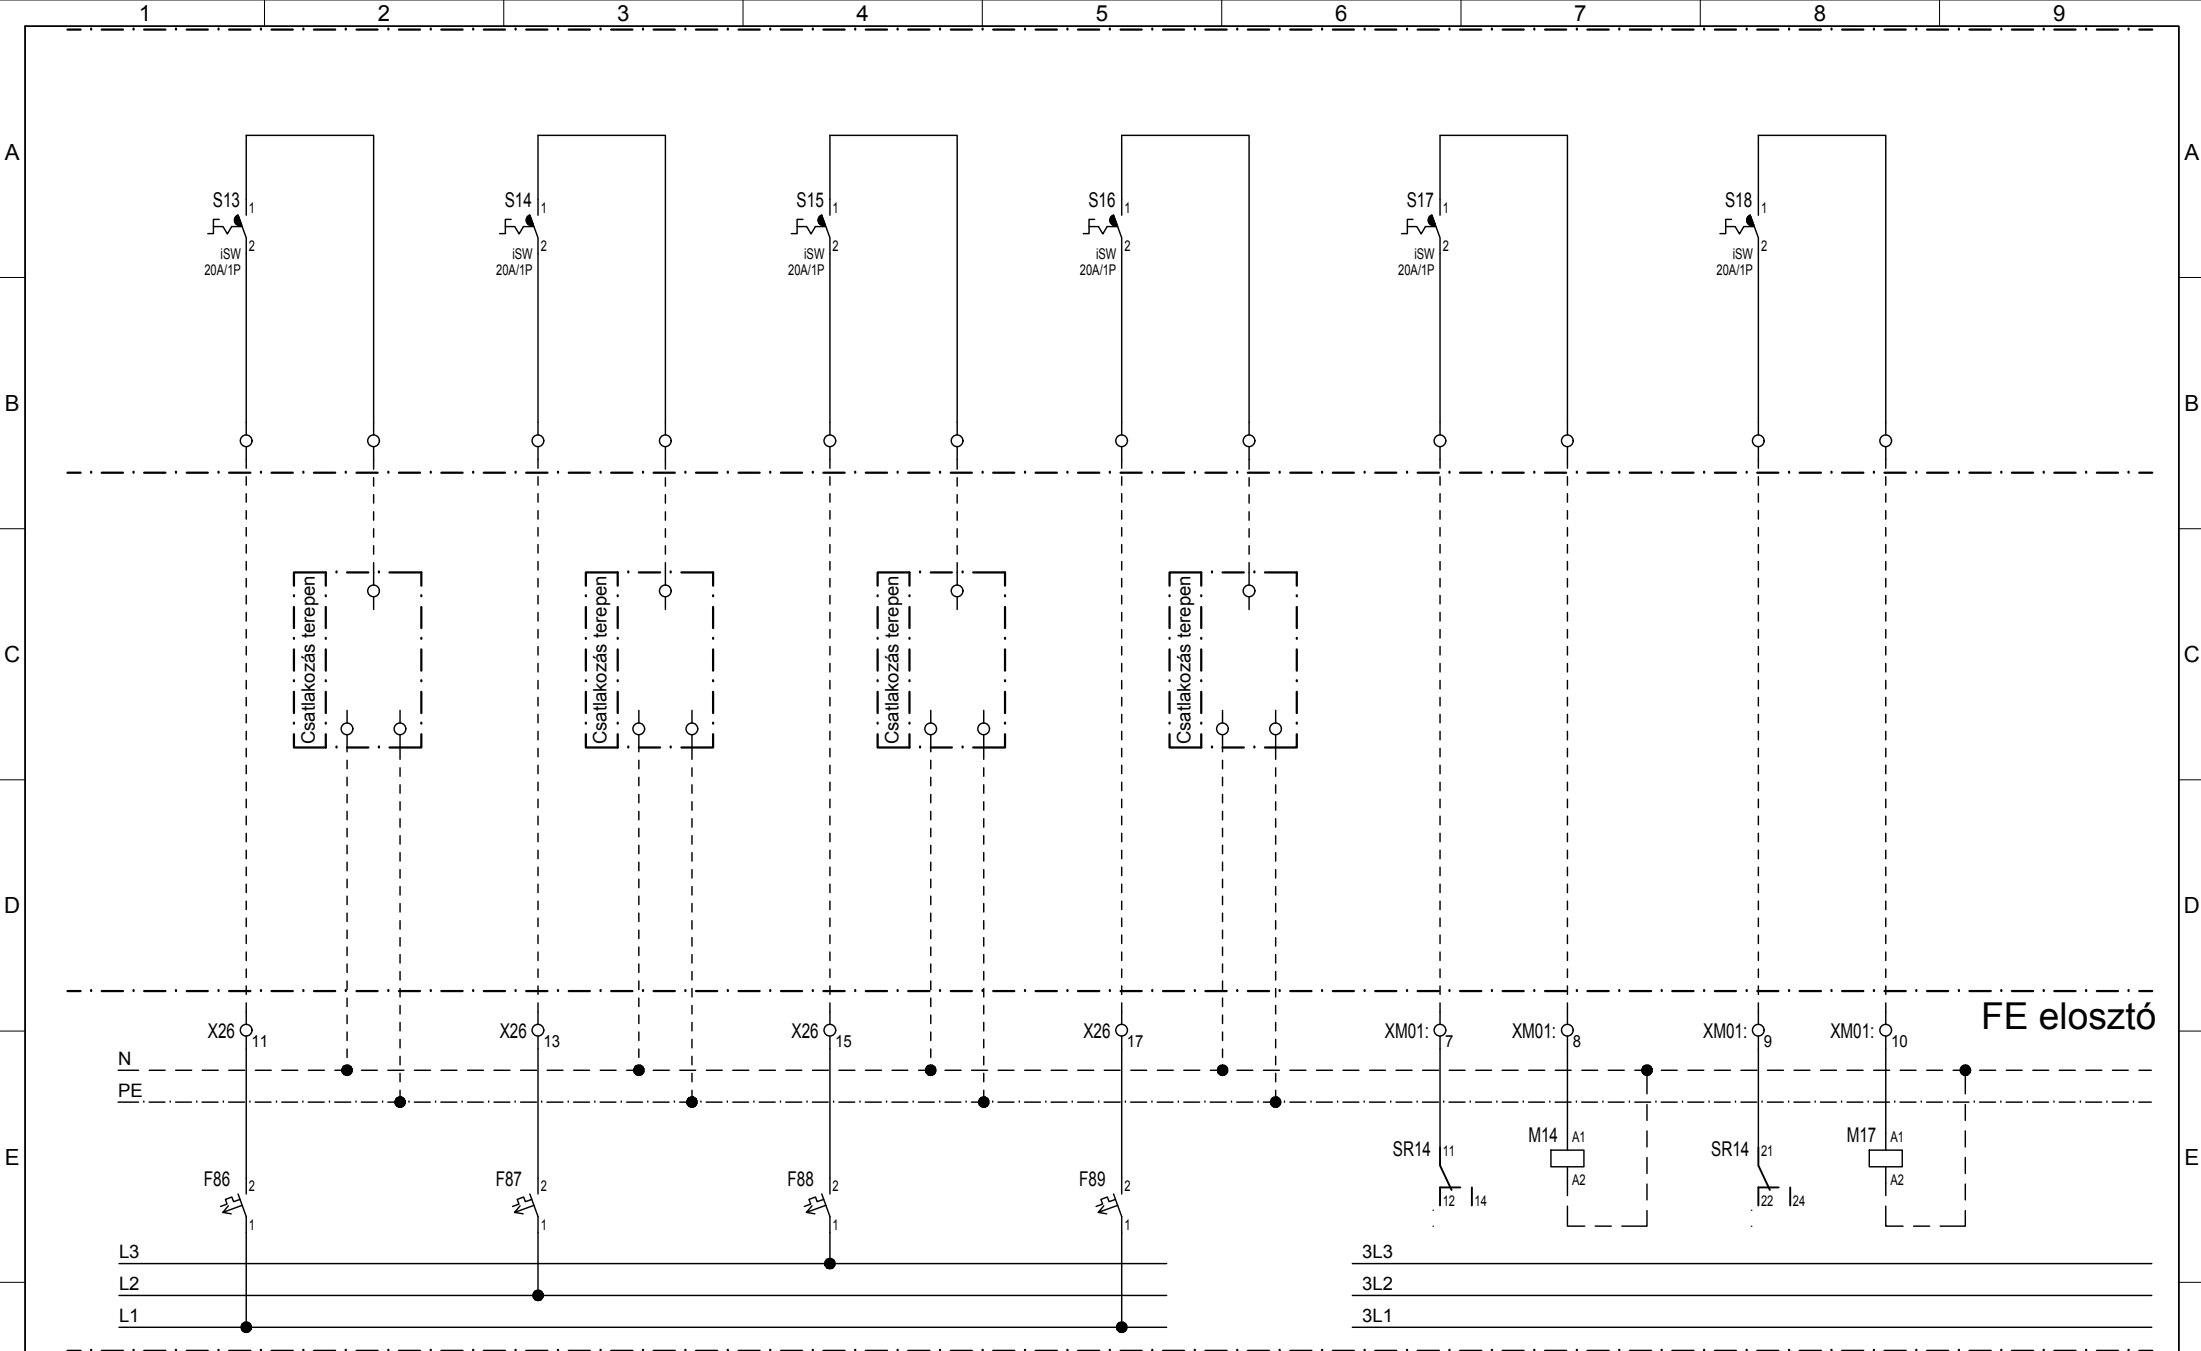 1 2 3 4 5 6 7 8 9
A A
S13 1 S14 1 S15 1 S16 1 S17 1 S18 1
2 2 2 2 2 2
iSW iSW iSW iSW iSW iSW
20A/1P 20A/1P 20A/1P 20A/1P 20A/1P 20A/1P
B B
Csatlakozás terepen
Csatlakozás terepen
Csatlakozás terepen
Csatlakozás terepen
C C
D D
FE elosztó
X26 11 X26 13 X26 15 X26 17 XM01: 7 XM01: 8 XM01: 9 XM01: 10
N
PE
E E
SR14 11 M14 A1 SR14 21 M17 A1
12 14 A2 22 24 A2
F86 2 F87 2 F88 2 F89 2
1 1 1 1
L3 3L3
L2 3L2
L1 3L1